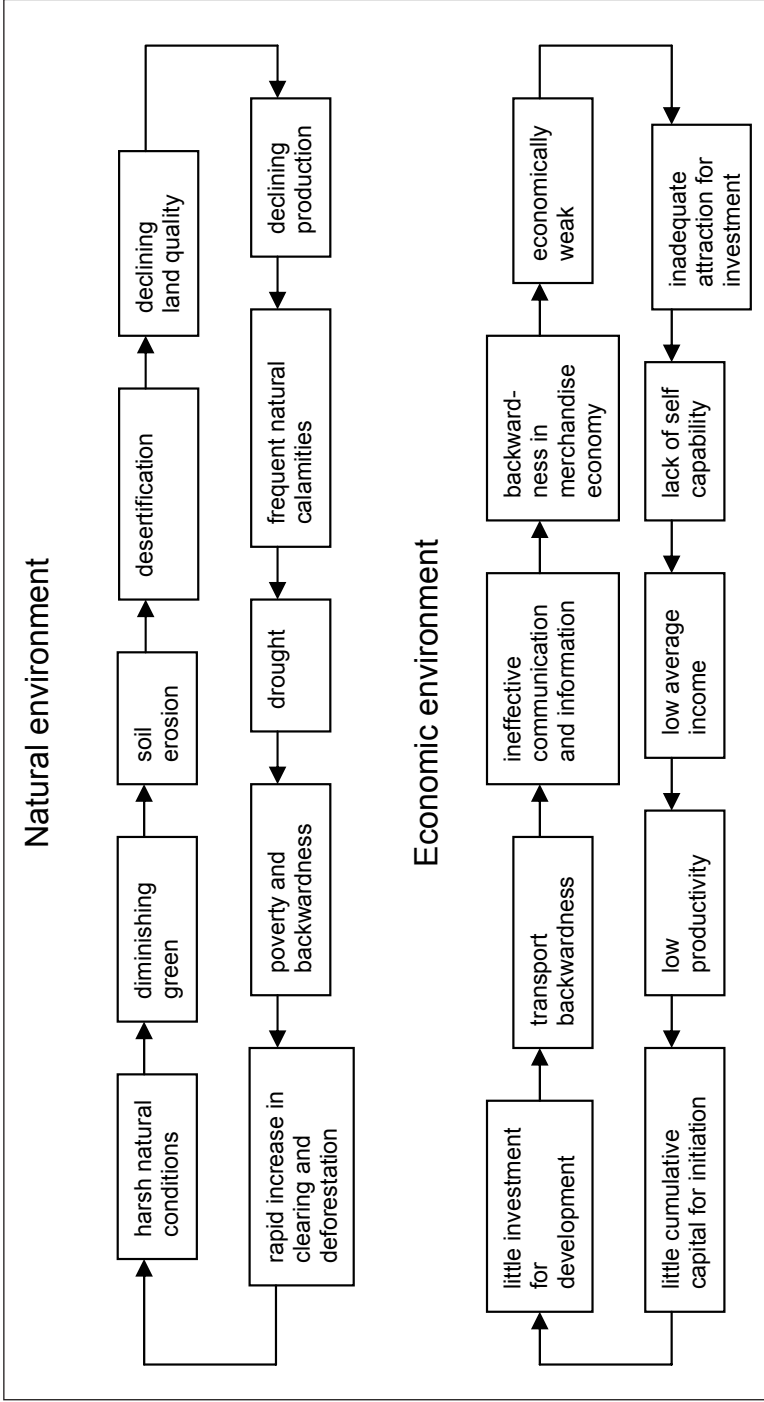 Natural environment
harsh natural
conditions
diminishing
green
soil
erosion
desertification
declining
land quality
declining
production
frequent natural
calamities
drought
poverty and
backwardness
rapid increase in
clearing and
deforestation
Economic environment
little investment
for
development
transport
backwardness
ineffective
communication
and information
backward-
ness in
merchandise
economy
economically
weak
inadequate
attraction for
investment
lack of self
capability
low average
income
low
productivity
little cumulative
capital for initiation